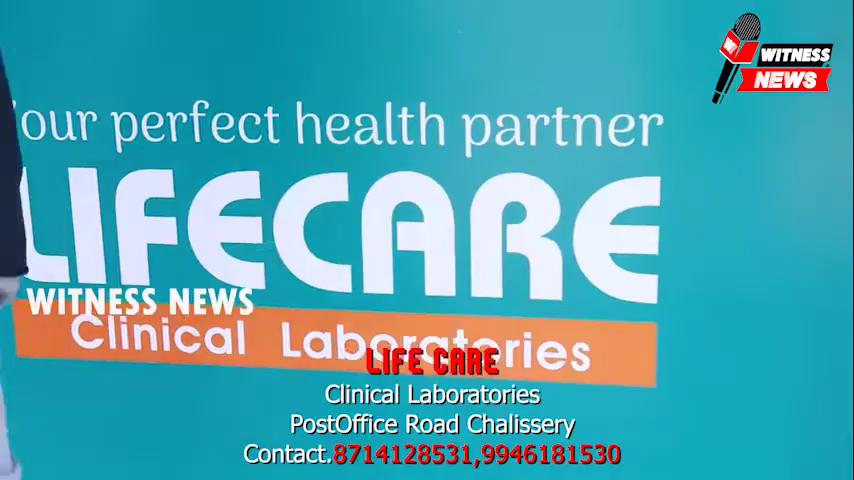 WITNESS
NEWS
our perfect health partner
LIFECARE
WITNESS NEWS
Clinical Laboratories
LIFE CARE
Clinical Laboratories
PostOffice Road Chalissery
Contact.8714128531,9946181530